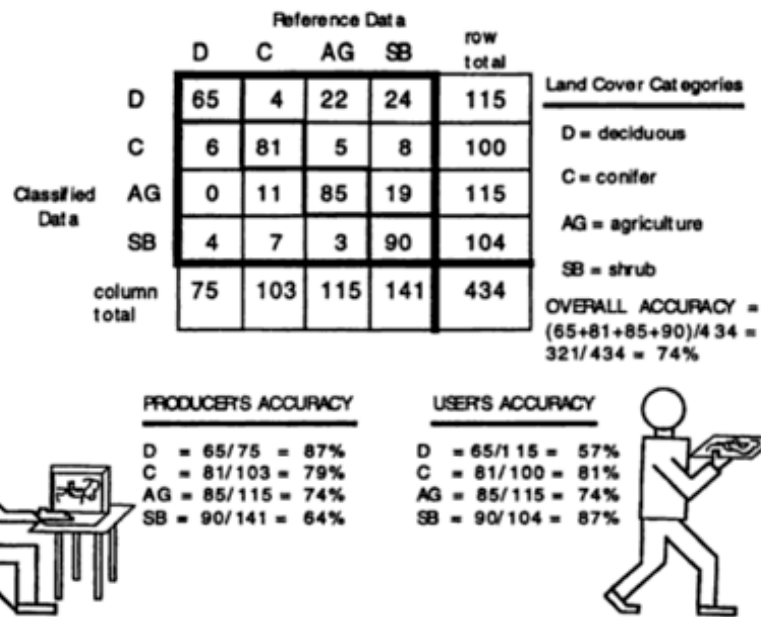 Reference Data
D C AG SB row total
D 65 4 22 24 115
C 6 81 5 8 100
Classified Data
AG 0 11 85 19 115
SB 4 7 3 90 104
column total 75 103 115 141 434
Land Cover Categories
D = deciduous
C = conifer
AG = agriculture
SB = shrub
OVERALL ACCURACY =
(65+81+85+90)/434 =
321/434 = 74%
PRODUCER'S ACCURACY
D = 65/75 = 87%
C = 81/103 = 79%
AG = 85/115 = 74%
SB = 90/141 = 64%
USER'S ACCURACY
D = 65/115 = 57%
C = 81/100 = 81%
AG = 85/115 = 74%
SB = 90/104 = 87%